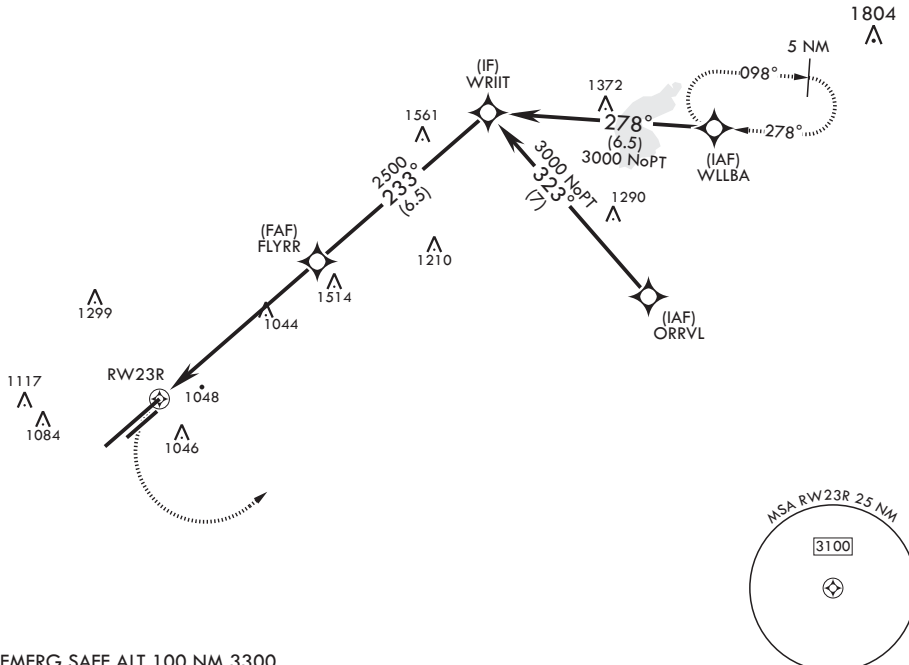 1804
5 NM
098°
278°
(IAF)
WLLBA
(IF)
WRIIT
1372
278°
(6.5)
3000 NoPT
1561
3000 NoPT
323°
(7)
1290
2500
233°
(6.5)
(FAF)
FLYRR
1210
1514
(IAF)
ORRVL
1299
1044
RW23R
1048
1117
1084
1046
MSA RW23R 25 NM
3100
EMERG SAFE ALT 100 NM 3300